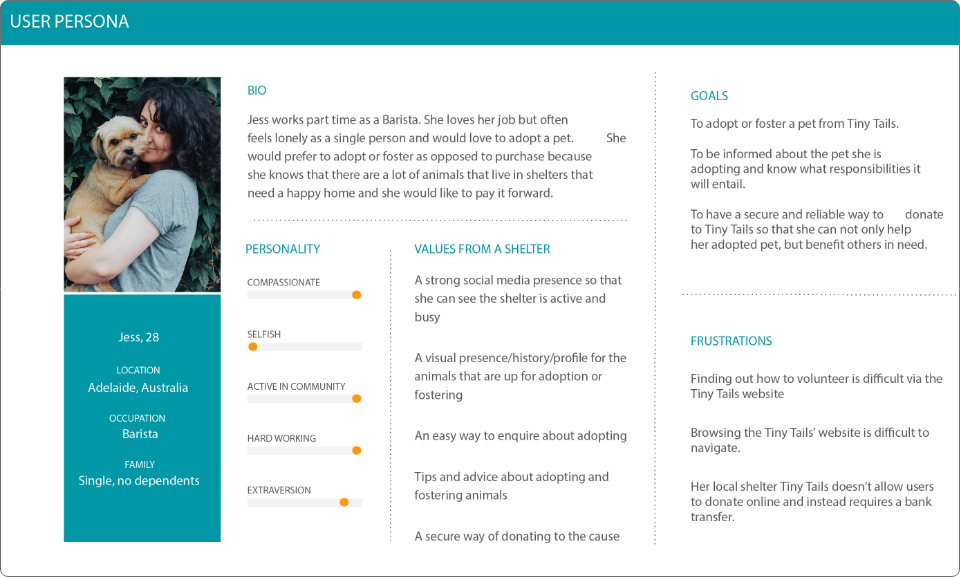 USER PERSONA
Jess, 28
LOCATION
Adelaide, Australia
OCCUPATION
Barista
FAMILY
Single, no dependents
BIO
Jess works part time as a Barista. She loves her job but often
feels lonely as a single person and would love to adopt a pet. She
would prefer to adopt or foster as opposed to purchase because
she knows that there are a lot of animals that live in shelters that
need a happy home and she would like to pay it forward.
PERSONALITY
COMPASSIONATE
SELFISH
ACTIVE IN COMMUNITY
HARD WORKING
EXTRAVERSION
VALUES FROM A SHELTER
A strong social media presence so that
she can see the shelter is active and
busy
A visual presence/history/profile for the
animals that are up for adoption or
fostering
An easy way to enquire about adopting
Tips and advice about adopting and
fostering animals
A secure way of donating to the cause
GOALS
To adopt or foster a pet from Tiny Tails.
To be informed about the pet she is
adopting and know what responsibilities it
will entail.
To have a secure and reliable way to donate
to Tiny Tails so that she can not only help
her adopted pet, but benefit others in need.
FRUSTRATIONS
Finding out how to volunteer is difficult via the
Tiny Tails website
Browsing the Tiny Tails’ website is difficult to
navigate.
Her local shelter Tiny Tails doesn’t allow users
to donate online and instead requires a bank
transfer.